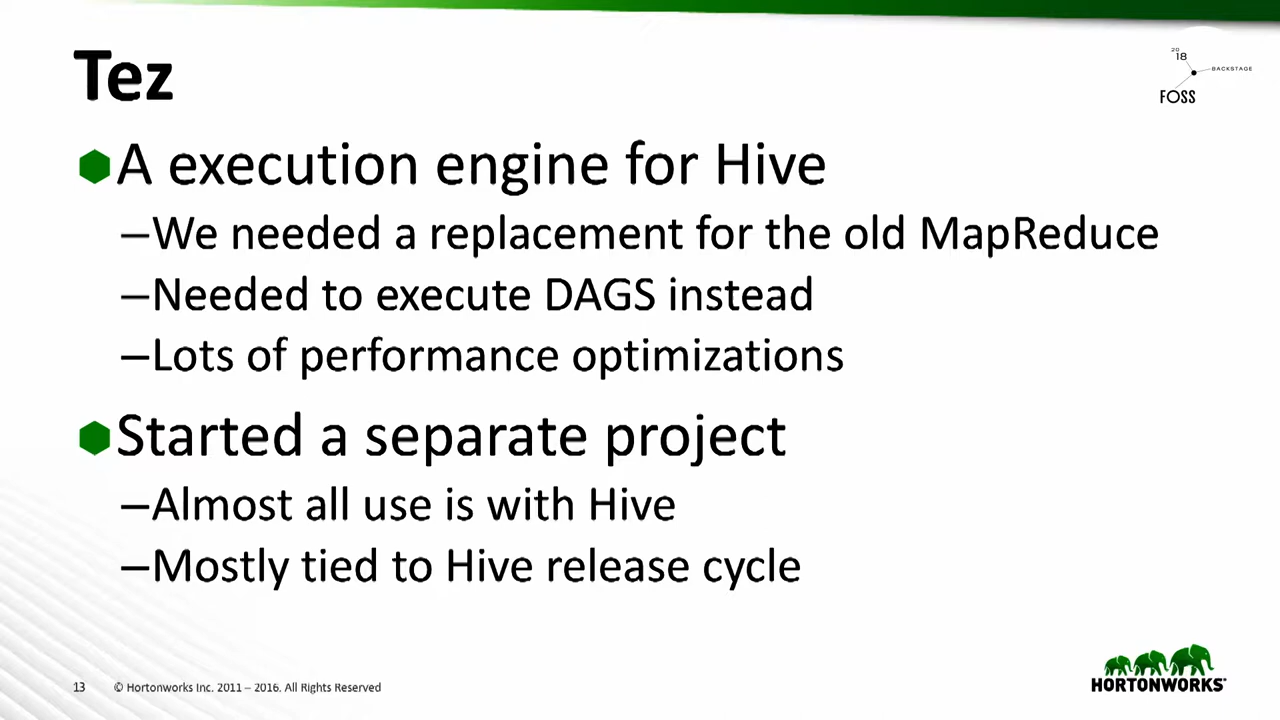 Tez
20
18
BACKSTAGE
FOSS
A execution engine for Hive
–We needed a replacement for the old MapReduce
–Needed to execute DAGS instead
–Lots of performance optimizations
Started a separate project
–Almost all use is with Hive
–Mostly tied to Hive release cycle
13 © Hortonworks Inc. 2011 – 2016. All Rights Reserved
HORTONWORKS